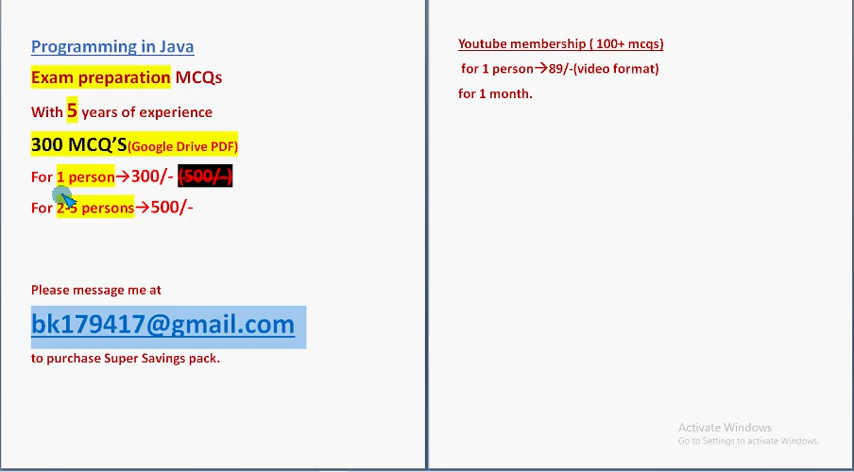 Programming in Java
Exam preparation MCQs
With 5 years of experience
300 MCQ'S(Google Drive PDF)
For 1 person→300/- (500/-)
For 2-5 persons→500/-
Please message me at
bk179417@gmail.com
to purchase Super Savings pack.
Youtube membership ( 100+ mcqs)
for 1 person→89/-(video format)
for 1 month.
Activate Windows
Go to Settings to activate Windows.